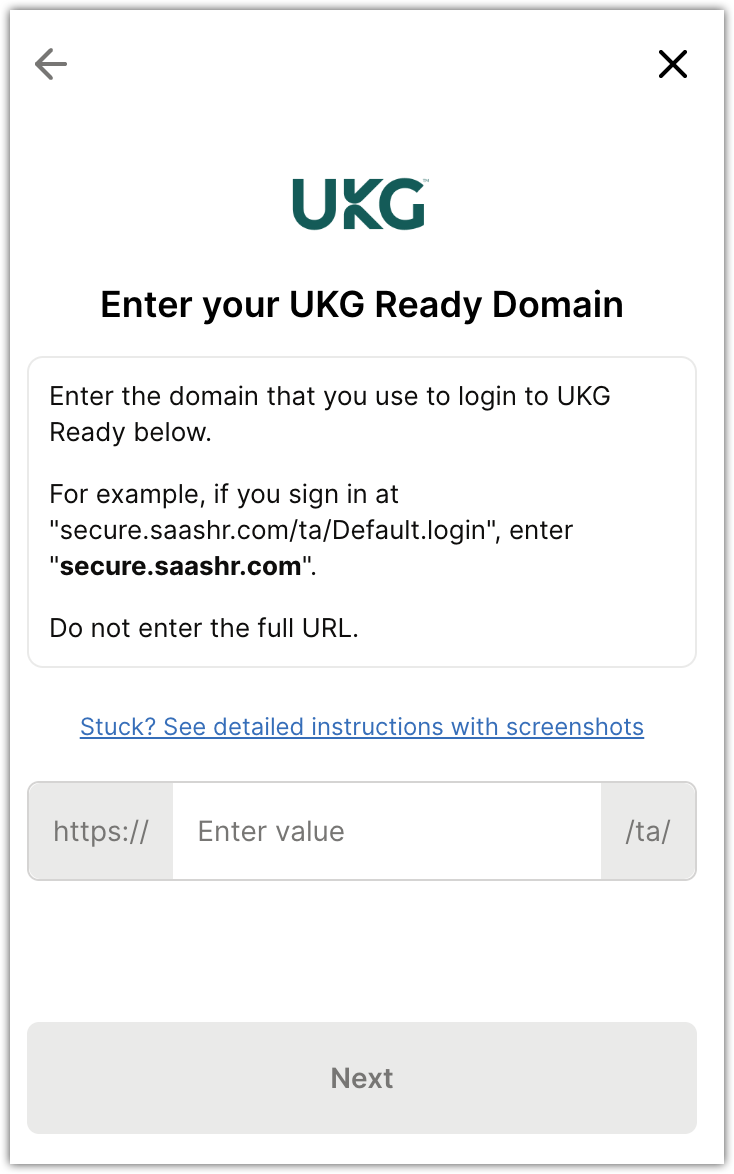 UKG™
Enter your UKG Ready Domain
Enter the domain that you use to login to UKG
Ready below.
For example, if you sign in at
"secure.saashr.com/ta/Default.login", enter
"secure.saashr.com".
Do not enter the full URL.
Stuck? See detailed instructions with screenshots
https:// Enter value /ta/
Next